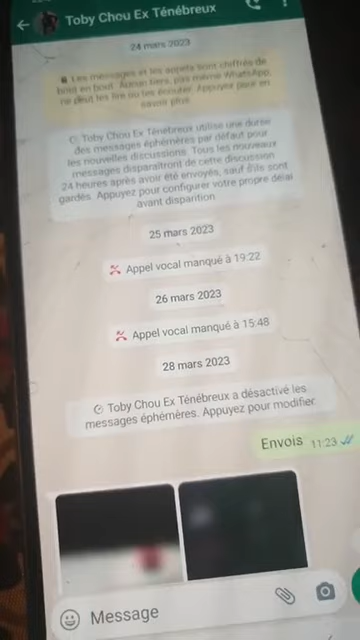 Toby Chou Ex Ténébreux
24 mars 2023
Les messages et les appels sont chiffrés de
bout en bout. Aucun tiers, pas même WhatsApp,
ne peut les lire ou les écouter. Appuyez pour en
savoir plus.
Toby Chou Ex Ténébreux utilise une durée
des messages éphémères par défaut pour
les nouvelles discussions. Tous les nouveaux
messages disparaîtront de cette discussion
24 heures après avoir été envoyés, sauf s'ils sont
gardés. Appuyez pour configurer votre propre délai
avant disparition.
25 mars 2023
Appel vocal manqué à 19:22
26 mars 2023
Appel vocal manqué à 15:48
28 mars 2023
Toby Chou Ex Ténébreux a désactivé les
messages éphémères. Appuyez pour modifier.
Envois 11:23
Message